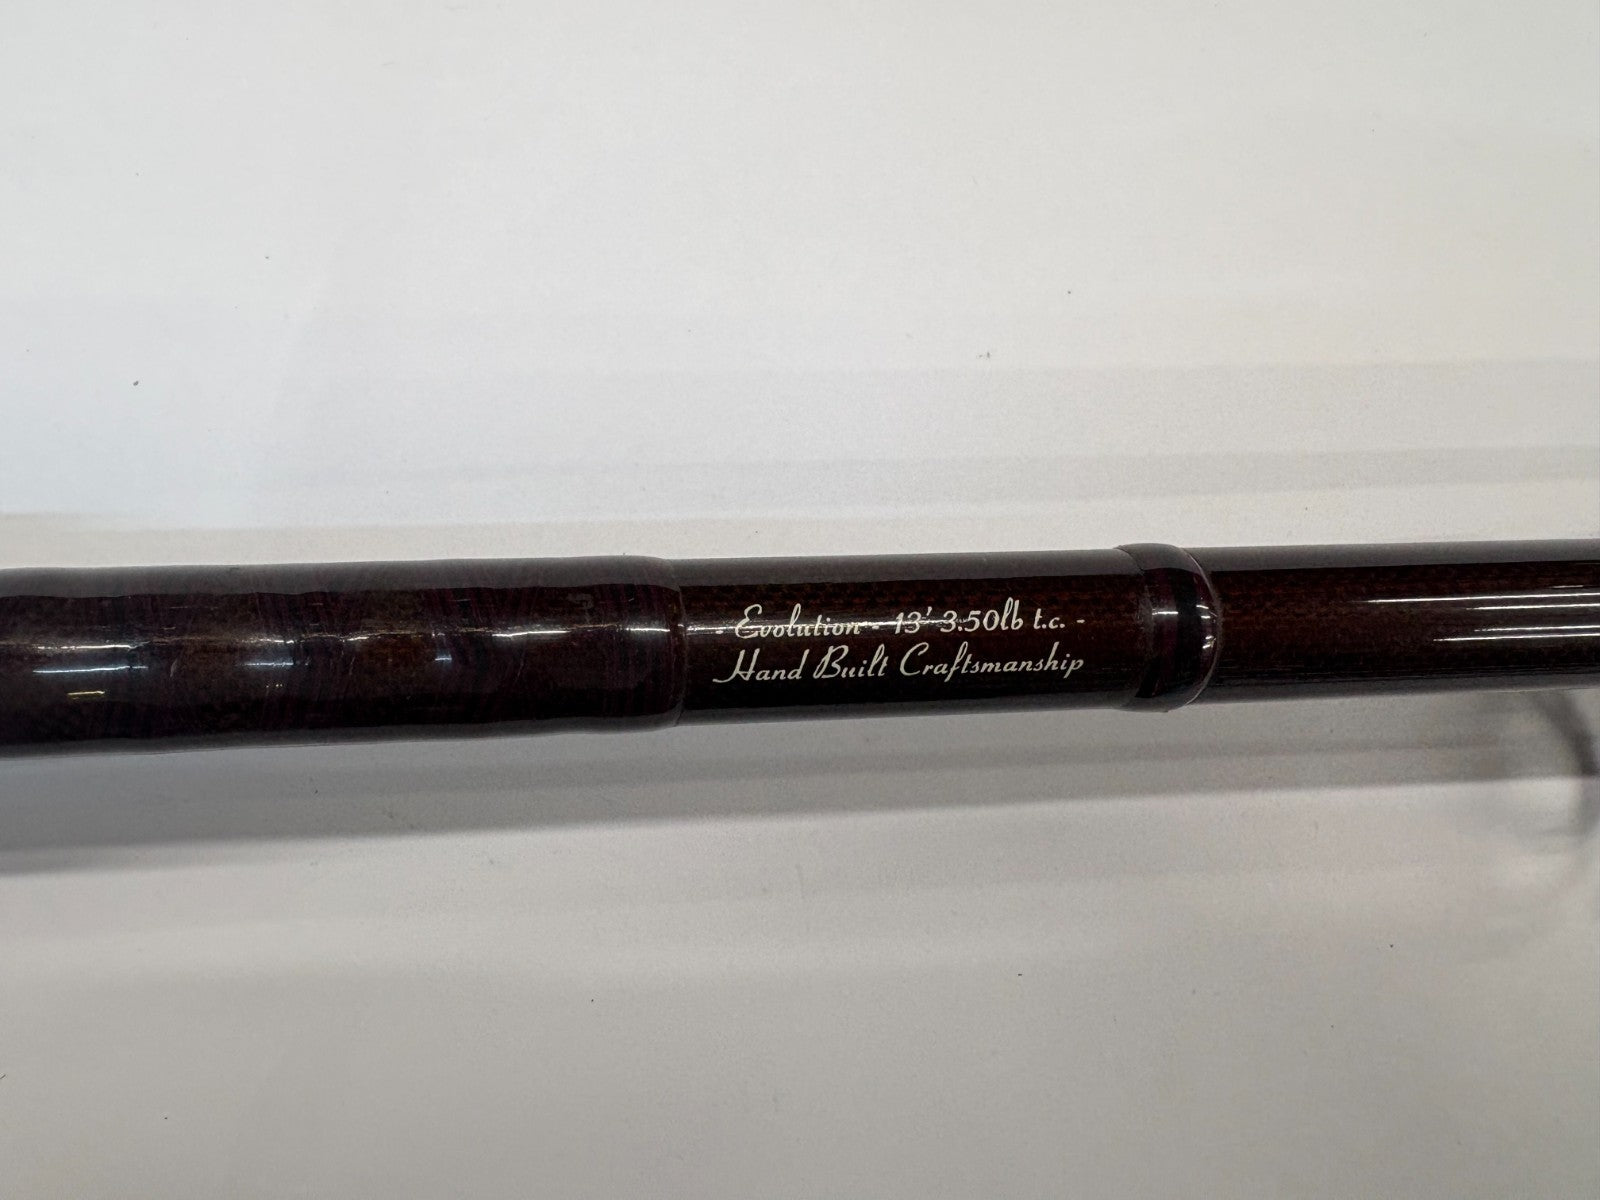 - Evolution - 13' 3.50lb t.c. -
Hand Built Craftsmanship